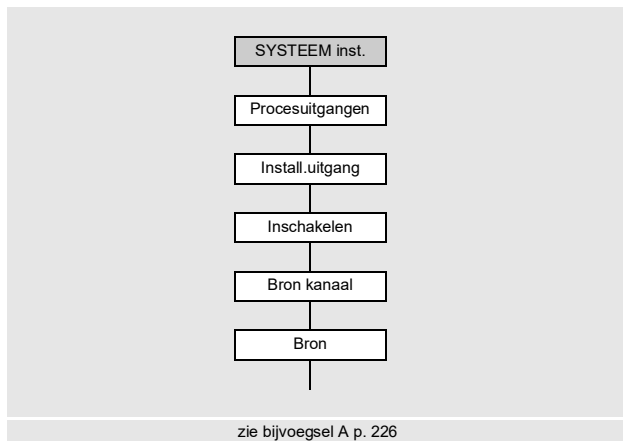 SYSTEEM inst.
Procesuitgangen
Install.uitgang
Inschakelen
Bron kanaal
Bron
zie bijvoegsel A p. 226